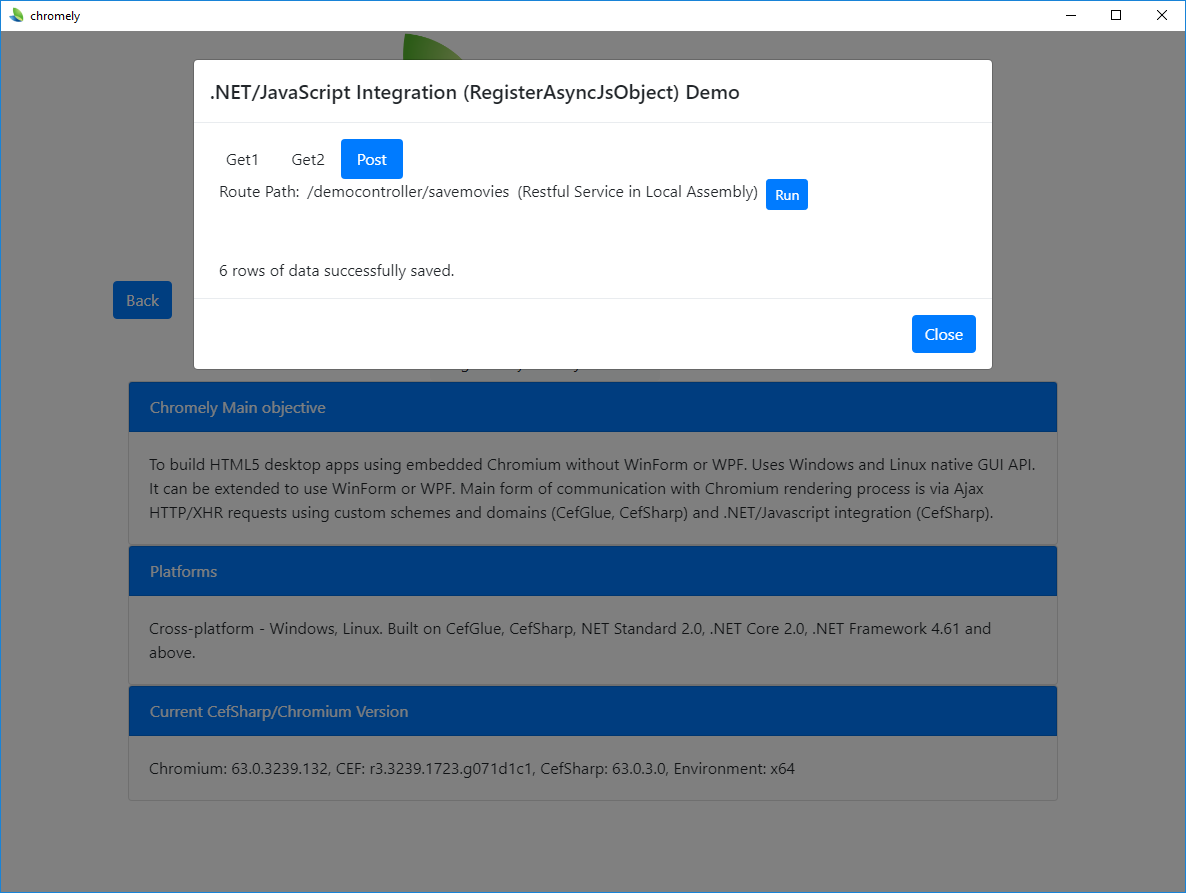 chromely
.NET/JavaScript Integration (RegisterAsyncJsObject) Demo
Get1 Get2 Post
Route Path: /democontroller/savemovies (Restful Service in Local Assembly) Run
6 rows of data successfully saved.
Back
Close
Chromely Main objective
To build HTML5 desktop apps using embedded Chromium without WinForm or WPF. Uses Windows and Linux native GUI API.
It can be extended to use WinForm or WPF. Main form of communication with Chromium rendering process is via Ajax
HTTP/XHR requests using custom schemes and domains (CefGlue, CefSharp) and .NET/Javascript integration (CefSharp).
Platforms
Cross-platform - Windows, Linux. Built on CefGlue, CefSharp, NET Standard 2.0, .NET Core 2.0, .NET Framework 4.61 and
above.
Current CefSharp/Chromium Version
Chromium: 63.0.3239.132, CEF: r3.3239.1723.g071d1c1, CefSharp: 63.0.3.0, Environment: x64